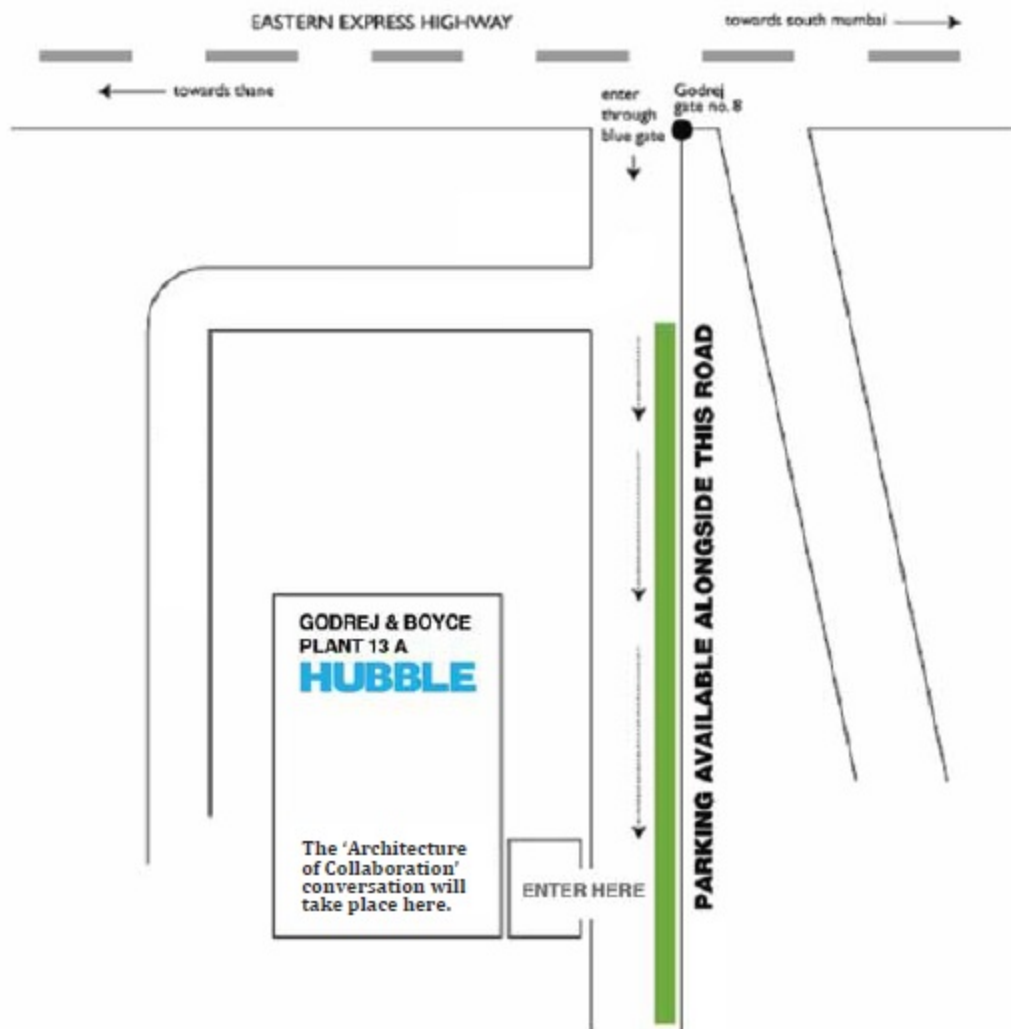 EASTERN EXPRESS HIGHWAY
towards south mumbai
towards thane
enter
through
blue gate
Godrej
gate no. 8
PARKING AVAILABLE ALONGSIDE THIS ROAD
GODREJ & BOYCE
PLANT 13 A
HUBBLE
The ‘Architecture
of Collaboration’
conversation will
take place here.
ENTER HERE